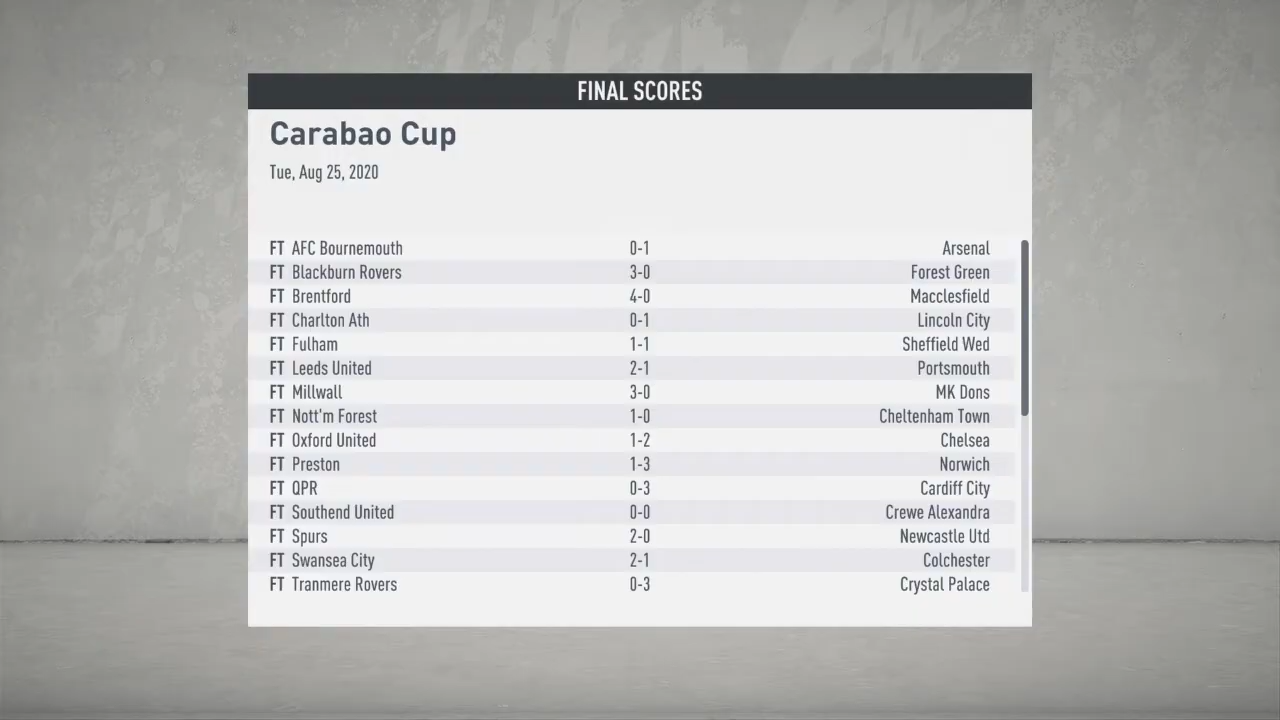 FINAL SCORES
Carabao Cup
Tue, Aug 25, 2020
FT AFC Bournemouth 0-1 Arsenal
FT Blackburn Rovers 3-0 Forest Green
FT Brentford 4-0 Macclesfield
FT Charlton Ath 0-1 Lincoln City
FT Fulham 1-1 Sheffield Wed
FT Leeds United 2-1 Portsmouth
FT Millwall 3-0 MK Dons
FT Nott'm Forest 1-0 Cheltenham Town
FT Oxford United 1-2 Chelsea
FT Preston 1-3 Norwich
FT QPR 0-3 Cardiff City
FT Southend United 0-0 Crewe Alexandra
FT Spurs 2-0 Newcastle Utd
FT Swansea City 2-1 Colchester
FT Tranmere Rovers 0-3 Crystal Palace